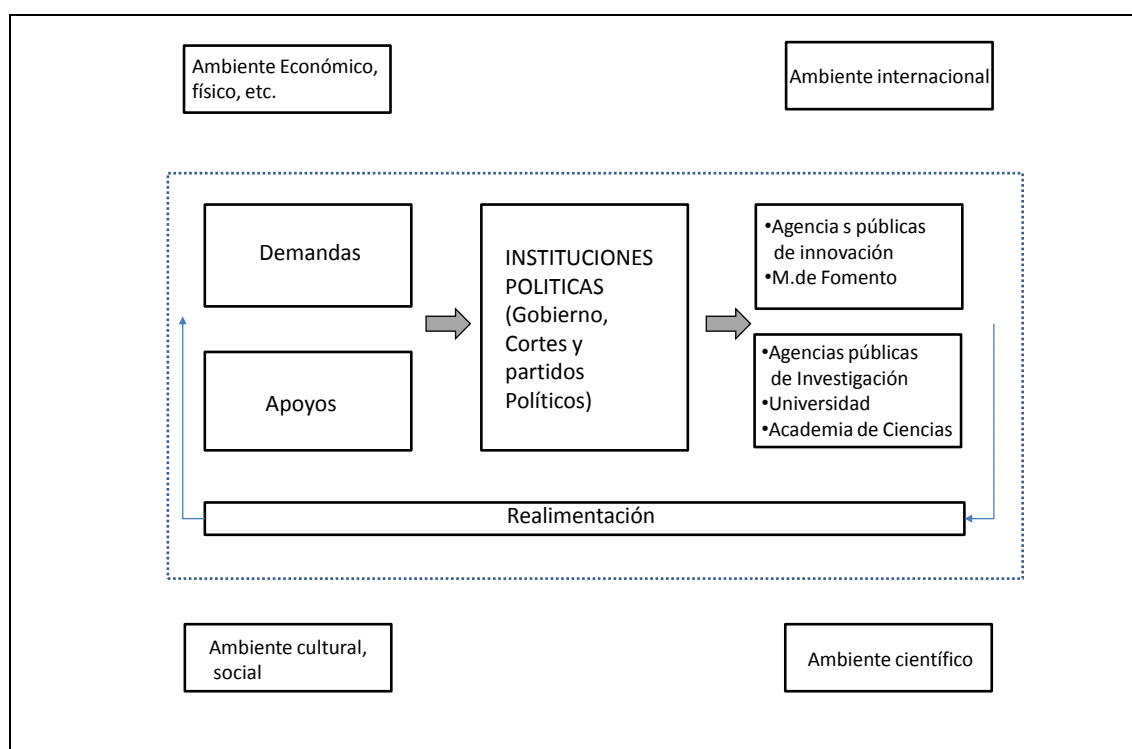 Ambiente Económico,
físico, etc.
Ambiente internacional
Demandas
Apoyos
INSTITUCIONES
POLITICAS
(Gobierno,
Cortes y
partidos
Políticos)
•Agencia s públicas
de innovación
•M.de Fomento
•Agencias públicas
de Investigación
•Universidad
•Academia de Ciencias
Realimentación
Ambiente cultural,
social
Ambiente científico